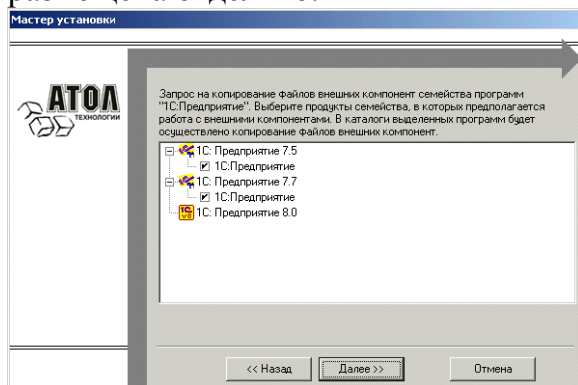 Мастер установки
АТОЛ
ТЕХНОЛОГИИ
Запрос на копирование файлов внешних компонент семейства программ
"1С:Предприятие". Выберите продукты семейства, в которых предполагается
работа с внешними компонентами. В каталоги выделенных программ будет
осуществлено копирование файлов внешних компонент.
1С: Предприятие 7.5
1С:Предприятие
1С: Предприятие 7.7
1С:Предприятие
1С: Предприятие 8.0
<< Назад
Далее >>
Отмена